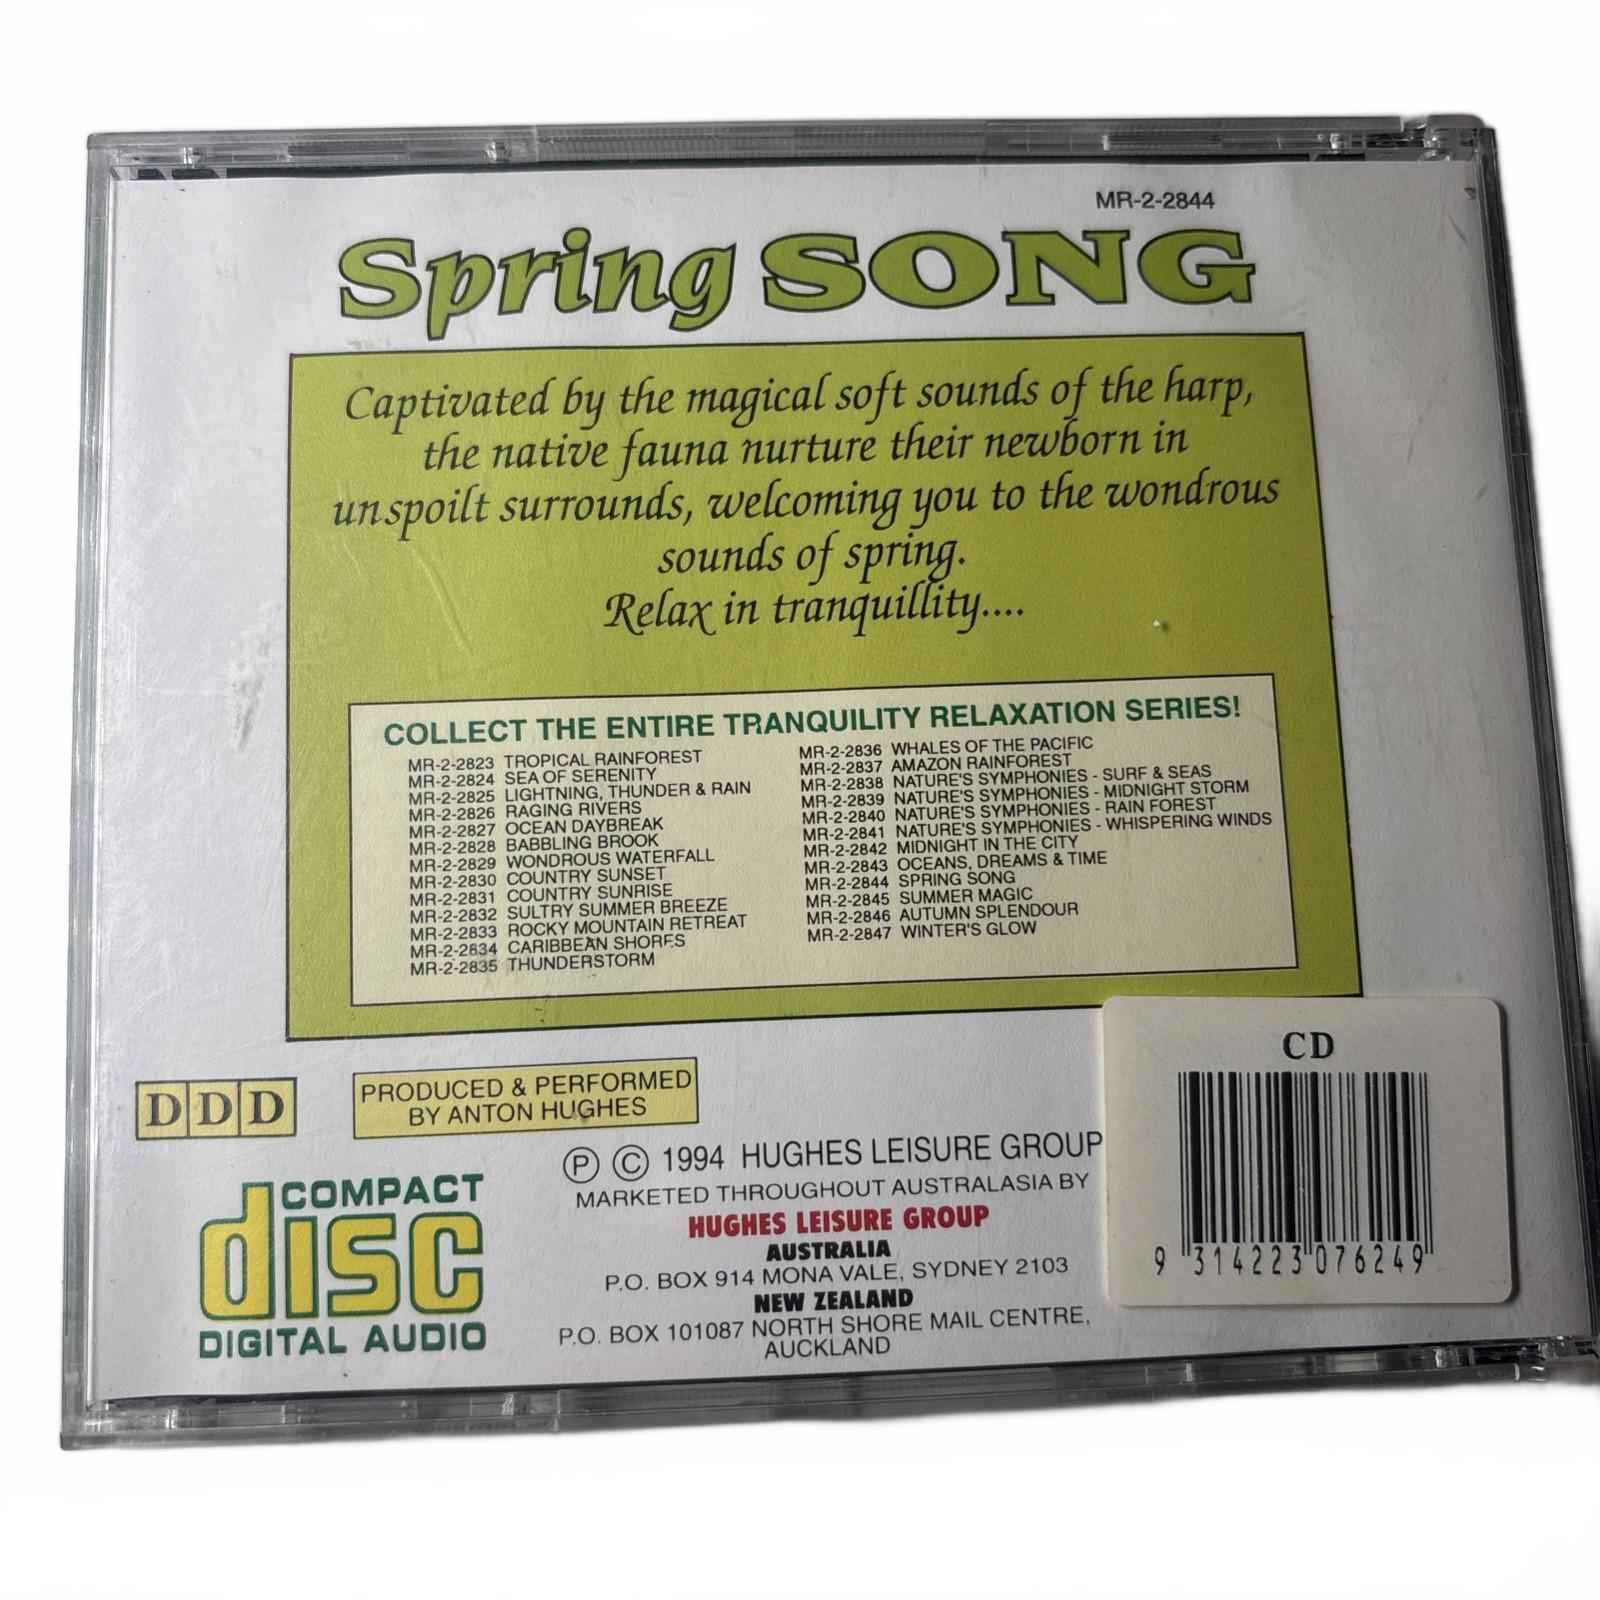 MR-2-2844
Spring SONG
Captivated by the magical soft sounds of the harp,
the native fauna nurture their newborn in
unspoilt surrounds, welcoming you to the wondrous
sounds of spring.
Relax in tranquillity....
COLLECT THE ENTIRE TRANQUILITY RELAXATION SERIES!
MR-2-2823 TROPICAL RAINFOREST
MR-2-2824 SEA OF SERENITY
MR-2-2825 LIGHTNING, THUNDER & RAIN
MR-2-2826 RAGING RIVERS
MR-2-2827 OCEAN DAYBREAK
MR-2-2828 BABBLING BROOK
MR-2-2829 WONDROUS WATERFALL
MR-2-2830 COUNTRY SUNSET
MR-2-2831 COUNTRY SUNRISE
MR-2-2832 SULTRY SUMMER BREEZE
MR-2-2833 ROCKY MOUNTAIN RETREAT
MR-2-2834 CARIBBEAN SHORES
MR-2-2835 THUNDERSTORM
MR-2-2836 WHALES OF THE PACIFIC
MR-2-2837 AMAZON RAINFOREST
MR-2-2838 NATURE'S SYMPHONIES - SURF & SEAS
MR-2-2839 NATURE'S SYMPHONIES - MIDNIGHT STORM
MR-2-2840 NATURE'S SYMPHONIES - RAIN FOREST
MR-2-2841 NATURE'S SYMPHONIES - WHISPERING WINDS
MR-2-2842 MIDNIGHT IN THE CITY
MR-2-2843 OCEANS, DREAMS & TIME
MR-2-2844 SPRING SONG
MR-2-2845 SUMMER MAGIC
MR-2-2846 AUTUMN SPLENDOUR
MR-2-2847 WINTER'S GLOW
DDD
PRODUCED & PERFORMED
BY ANTON HUGHES
COMPACT
disc
DIGITAL AUDIO
Ⓟ © 1994 HUGHES LEISURE GROUP
MARKETED THROUGHOUT AUSTRALASIA BY
HUGHES LEISURE GROUP
AUSTRALIA
P.O. BOX 914 MONA VALE, SYDNEY 2103
NEW ZEALAND
P.O. BOX 101087 NORTH SHORE MAIL CENTRE,
AUCKLAND
CD
9 314223 076249